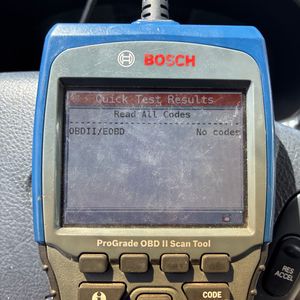 BOSCH
Quick Test Results
Read All Codes
OBDII/EOBD No codes
ProGrade OBD II Scan Tool
CODE
RES
ACCEL